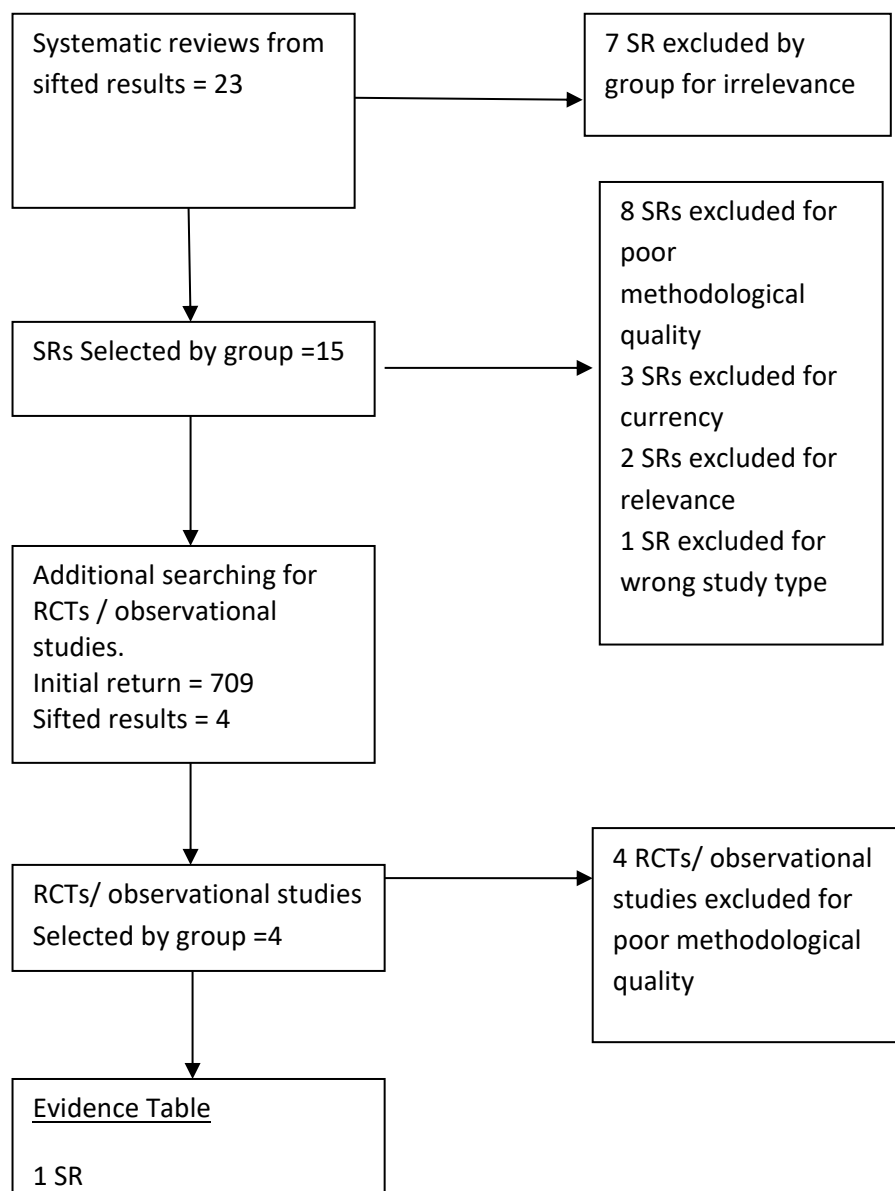 Systematic reviews from
sifted results = 23
7 SR excluded by
group for irrelevance
SRs Selected by group =15
8 SRs excluded for
poor
methodological
quality
3 SRs excluded for
currency
2 SRs excluded for
relevance
1 SR excluded for
wrong study type
Additional searching for
RCTs / observational
studies.
Initial return = 709
Sifted results = 4
RCTs/ observational studies
Selected by group =4
4 RCTs/ observational
studies excluded for
poor methodological
quality
Evidence Table
1 SR